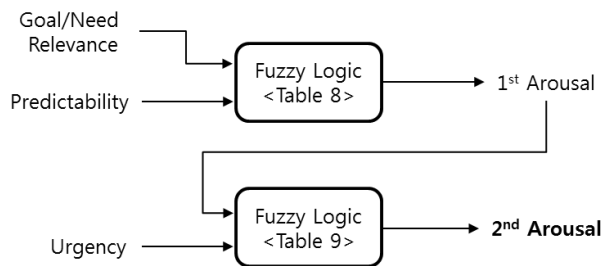 Goal/Need
Relevance
Predictability
Fuzzy Logic
<Table 8>
1st Arousal
Urgency
Fuzzy Logic
<Table 9>
2nd Arousal